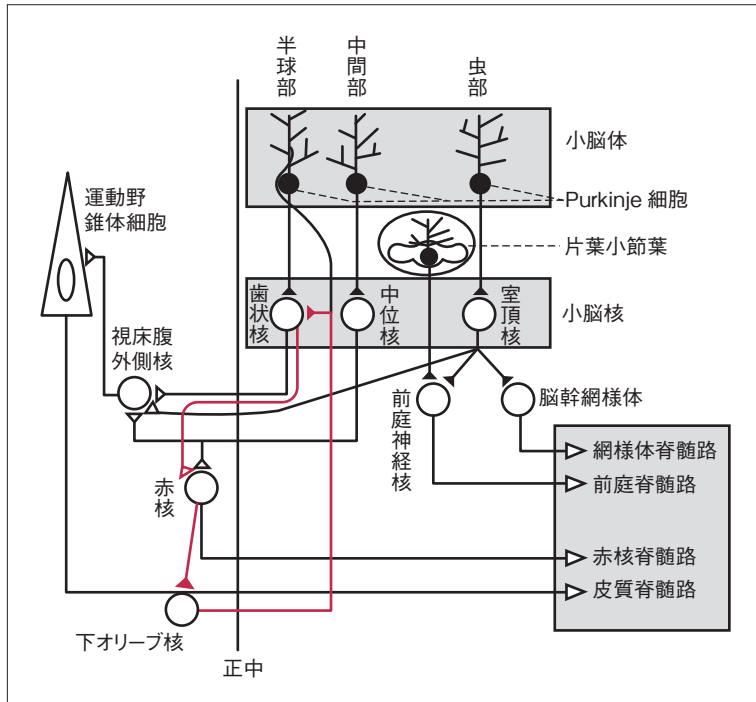 半球部
中間部
虫部
小脳体
運動野
錐体細胞
Purkinje 細胞
片葉小節葉
歯状核
中位核
室頂核
小脳核
視床腹
外側核
前庭神経核
脳幹網様体
網様体脊髄路
赤核
前庭脊髄路
赤核脊髄路
皮質脊髄路
下オリーブ核
正中